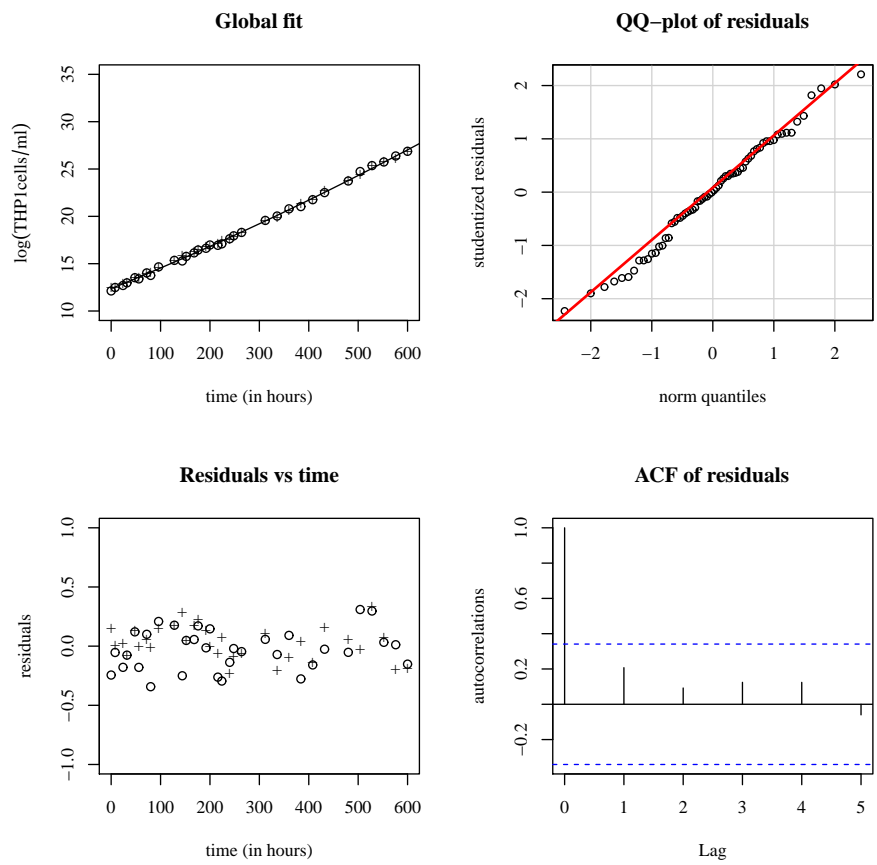 Global fit
log(THP1cells/ml)
10 15 20 25 30 35
0 100 200 300 400 500 600
time (in hours)
QQ−plot of residuals
studentized residuals
−2 −1 0 1 2
−2 −1 0 1 2
norm quantiles
Residuals vs time
residuals
−1.0 −0.5 0.0 0.5 1.0
0 100 200 300 400 500 600
time (in hours)
ACF of residuals
autocorrelations
−0.2 0.2 0.6 1.0
0 1 2 3 4 5
Lag